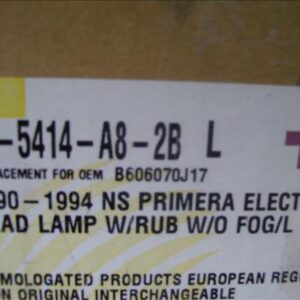 -5414-A8-2B L
ACEMENT FOR OEM B606070J17
90-1994 NS PRIMERA ELECT
AD LAMP W/RUB W/O FOG/L
MOLOGATED PRODUCTS EUROPEAN REG
ON ORIGINAL INTERCHANGEABLE